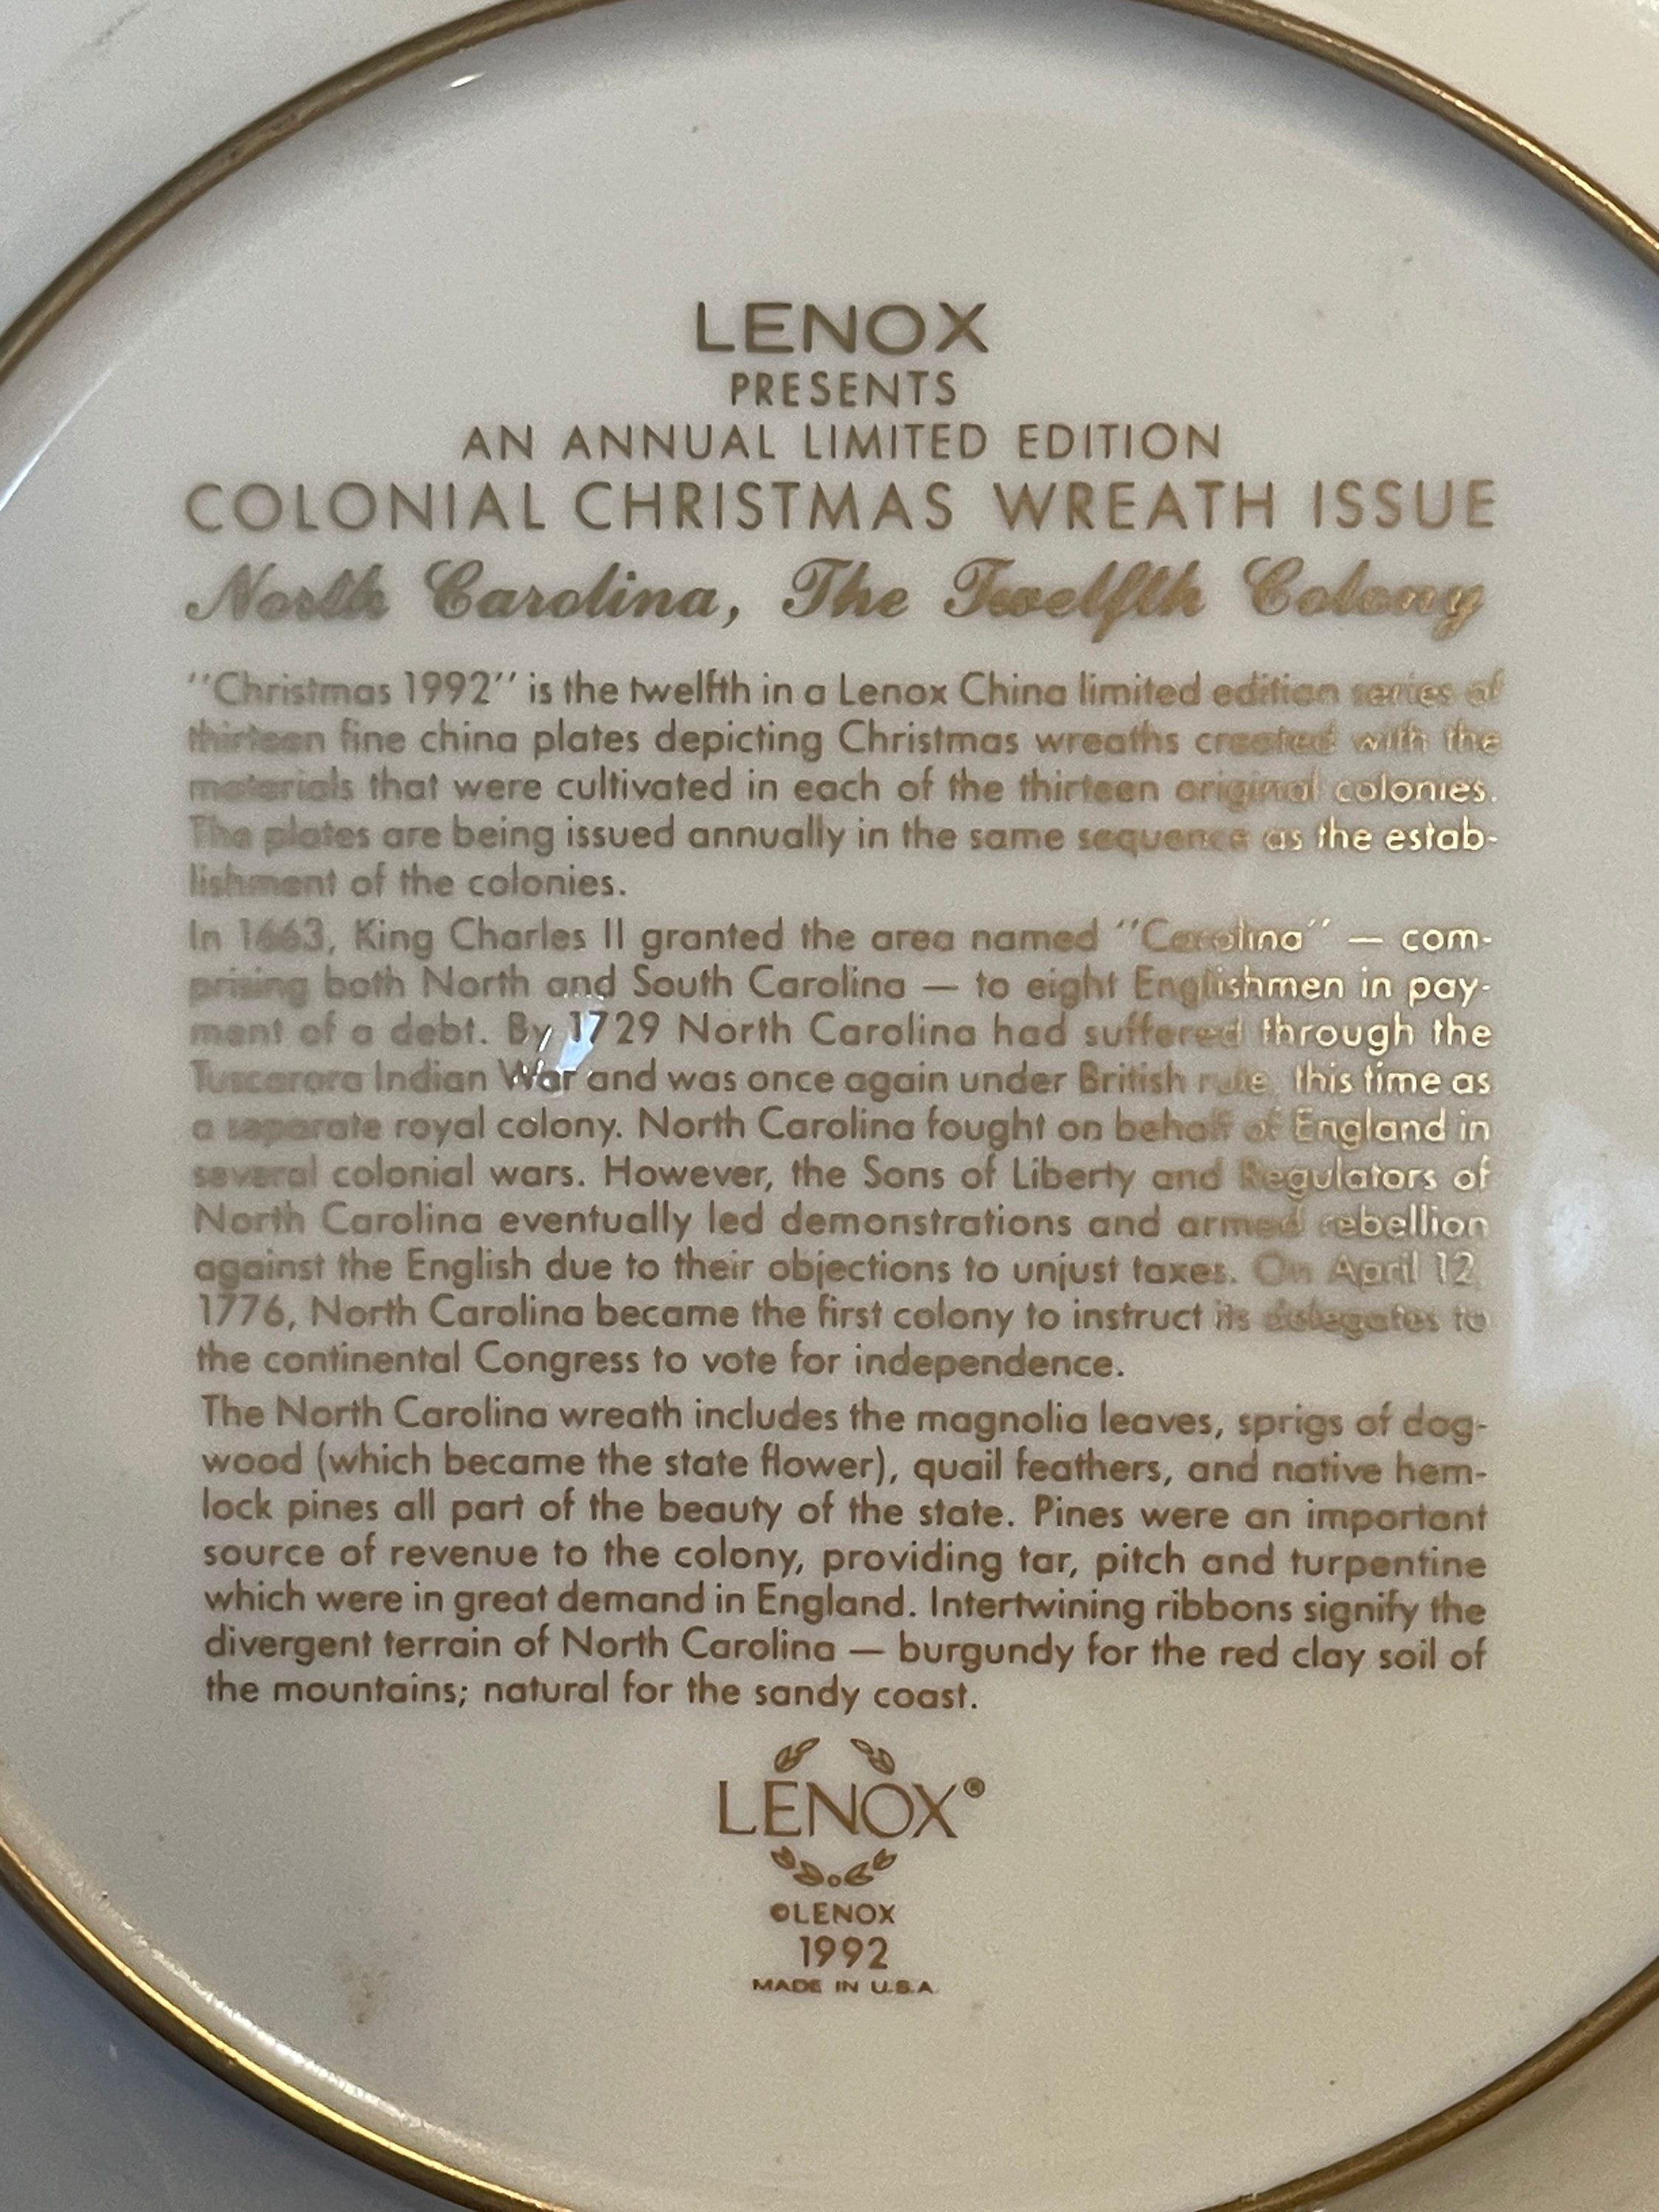 LENOX
PRESENTS
AN ANNUAL LIMITED EDITION
COLONIAL CHRISTMAS WREATH ISSUE
North Carolina, The Twelfth Colony
''Christmas 1992'' is the twelfth in a Lenox China limited edition series of
thirteen fine china plates depicting Christmas wreaths created with the
materials that were cultivated in each of the thirteen original colonies.
The plates are being issued annually in the same sequence as the estab-
lishment of the colonies.
In 1663, King Charles II granted the area named ''Carolina'' — com-
prising both North and South Carolina — to eight Englishmen in pay-
ment of a debt. By 1729 North Carolina had suffered through the
Tuscarora Indian War and was once again under British rule, this time as
a separate royal colony. North Carolina fought on behalf of England in
several colonial wars. However, the Sons of Liberty and Regulators of
North Carolina eventually led demonstrations and armed rebellion
against the English due to their objections to unjust taxes. On April 12,
1776, North Carolina became the first colony to instruct its delegates to
the continental Congress to vote for independence.
The North Carolina wreath includes the magnolia leaves, sprigs of dog-
wood (which became the state flower), quail feathers, and native hem-
lock pines all part of the beauty of the state. Pines were an important
source of revenue to the colony, providing tar, pitch and turpentine
which were in great demand in England. Intertwining ribbons signify the
divergent terrain of North Carolina — burgundy for the red clay soil of
the mountains; natural for the sandy coast.
LENOX®
©LENOX
1992
MADE IN U.S.A.